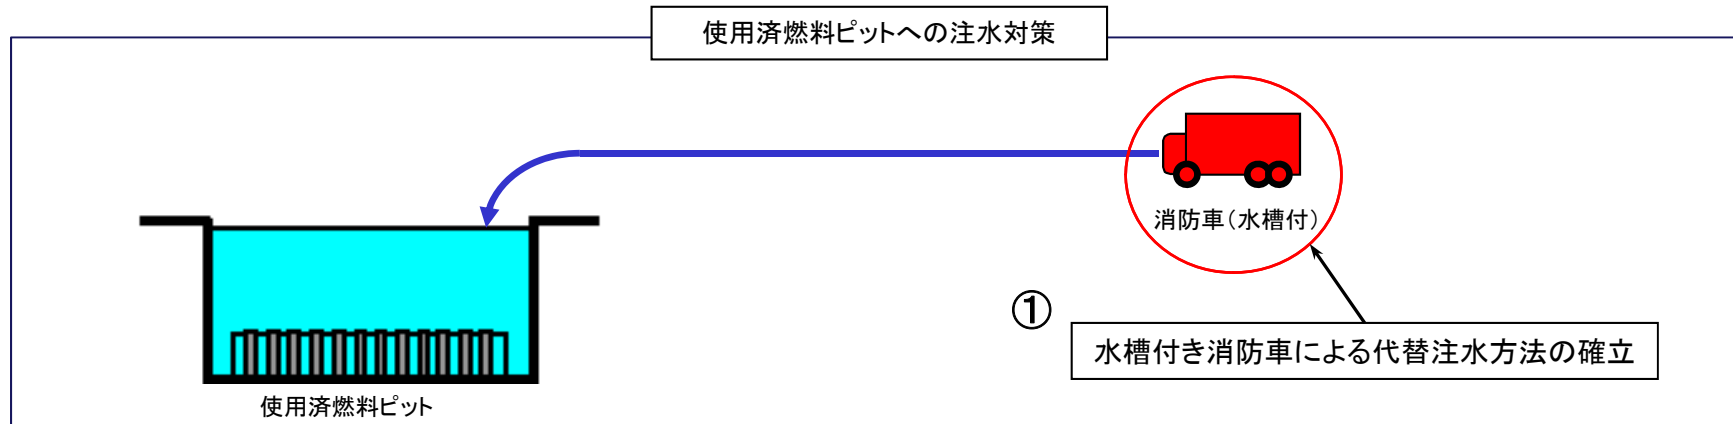 使用済燃料ピットへの注水対策
消防車（水槽付）
①
水槽付き消防車による代替注水方法の確立
使用済燃料ピット